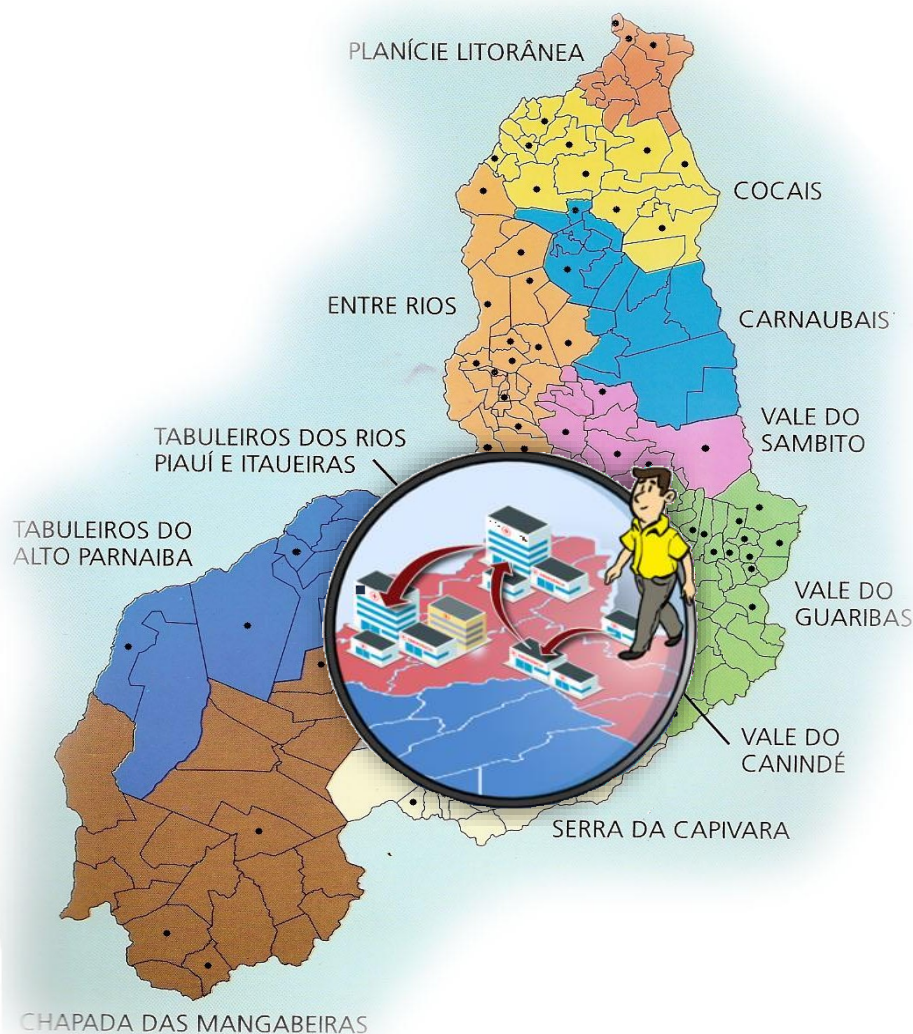 PLANÍCIE LITORÂNEA
COCAIS
ENTRE RIOS
CARNAUBAIS
VALE DO
SAMBITO
TABULEIROS DOS RIOS
PIAUÍ E ITAUEIRAS
TABULEIROS DO
ALTO PARNAIBA
VALE DO
GUARIBAS
VALE DO
CANINDÉ
SERRA DA CAPIVARA
CHAPADA DAS MANGABEIRAS